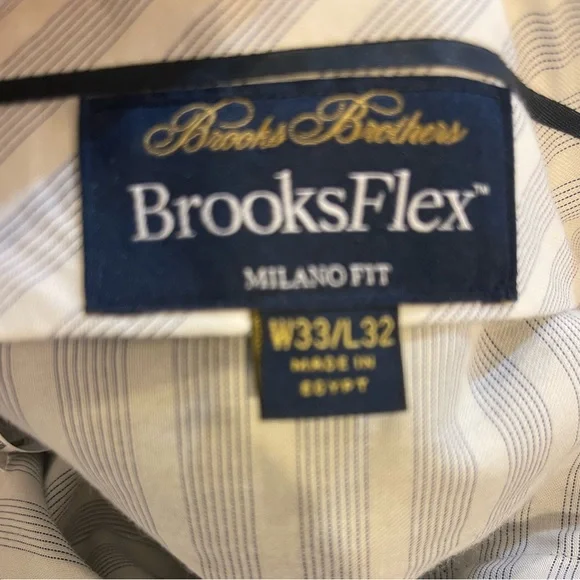 Brooks Brothers
BrooksFlex™
MILANO FIT
W33/L32
MADE IN
EGYPT